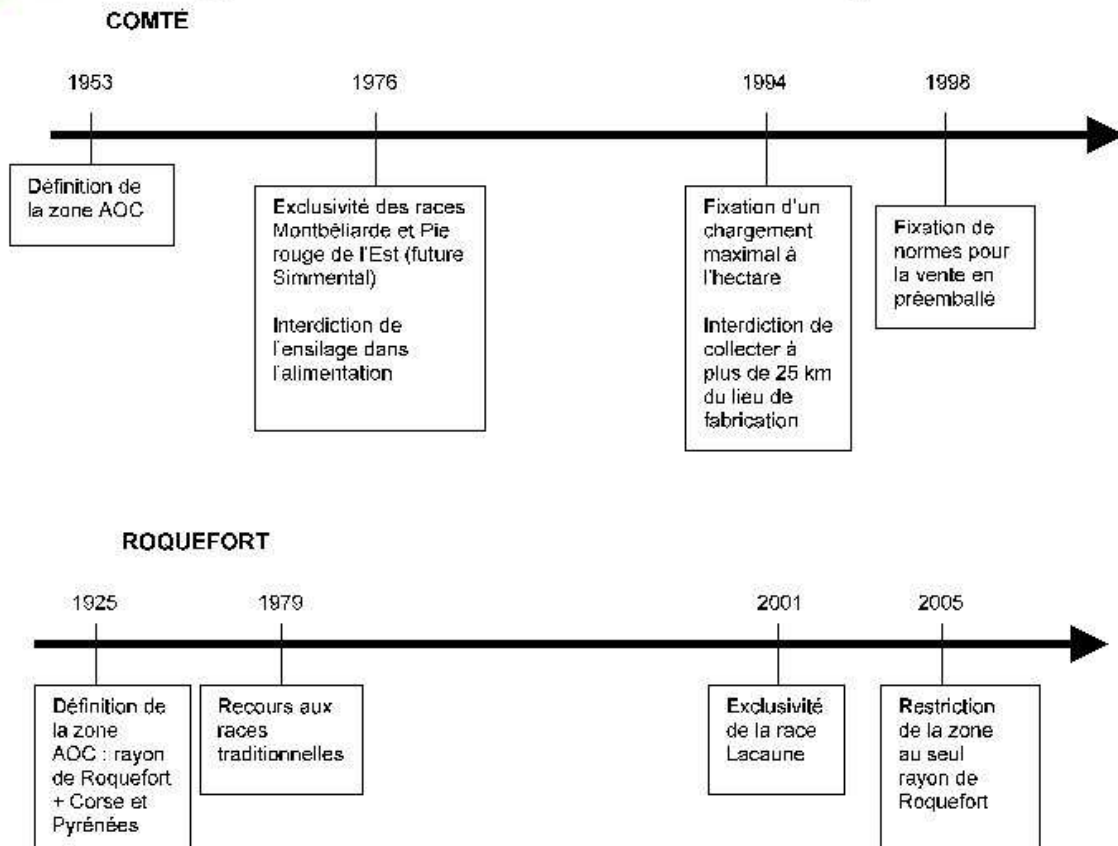 COMTÉ
1953
1976
1994
1998
Définition de
la zone AOC
Exclusivité des races
Montbéliarde et Pie
rouge de l'Est (future
Simmental)
Interdiction de
l'ensilage dans
l'alimentation
Fixation d'un
chargement
maximal à
l'hectare
Interdiction de
collecter à
plus de 25 km
du lieu de
fabrication
Fixation de
normes pour
la vente en
préemballé
ROQUEFORT
1925
1979
2001
2005
Définition de
la zone
AOC : rayon
de Roquefort
+ Corse et
Pyrénées
Recours aux
races
traditionnelles
Exclusivité
de la race
Lacaune
Restriction
de la zone
au seul
rayon de
Roquefort